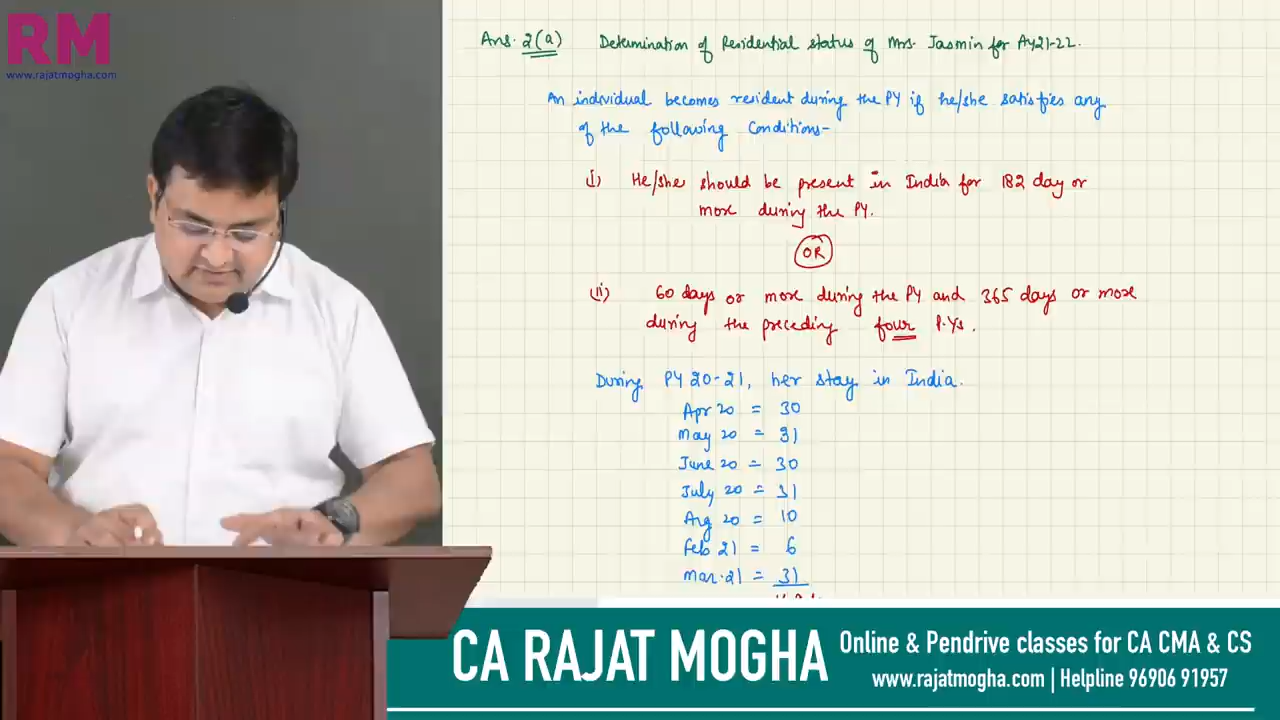 RM
www.rajatmogha.com
Ans. 2(a) Determination of Residential status of Mrs. Jasmin for AY21-22.
An individual becomes resident during the PY if he/she satisfies any
of the following Conditions-
(i) He/she should be present in India for 182 day or
more during the PY.
OR
(ii) 60 days or more during the PY and 365 days or more
during the preceding four P.Ys.
During PY 20-21, her stay in India.
Apr 20 = 30
May 20 = 31
June 20 = 30
July 20 = 31
Aug 20 = 10
Feb 21 = 6
Mar.21 = 31
CA RAJAT MOGHA
Online & Pendrive classes for CA CMA & CS
www.rajatmogha.com | Helpline 96906 91957